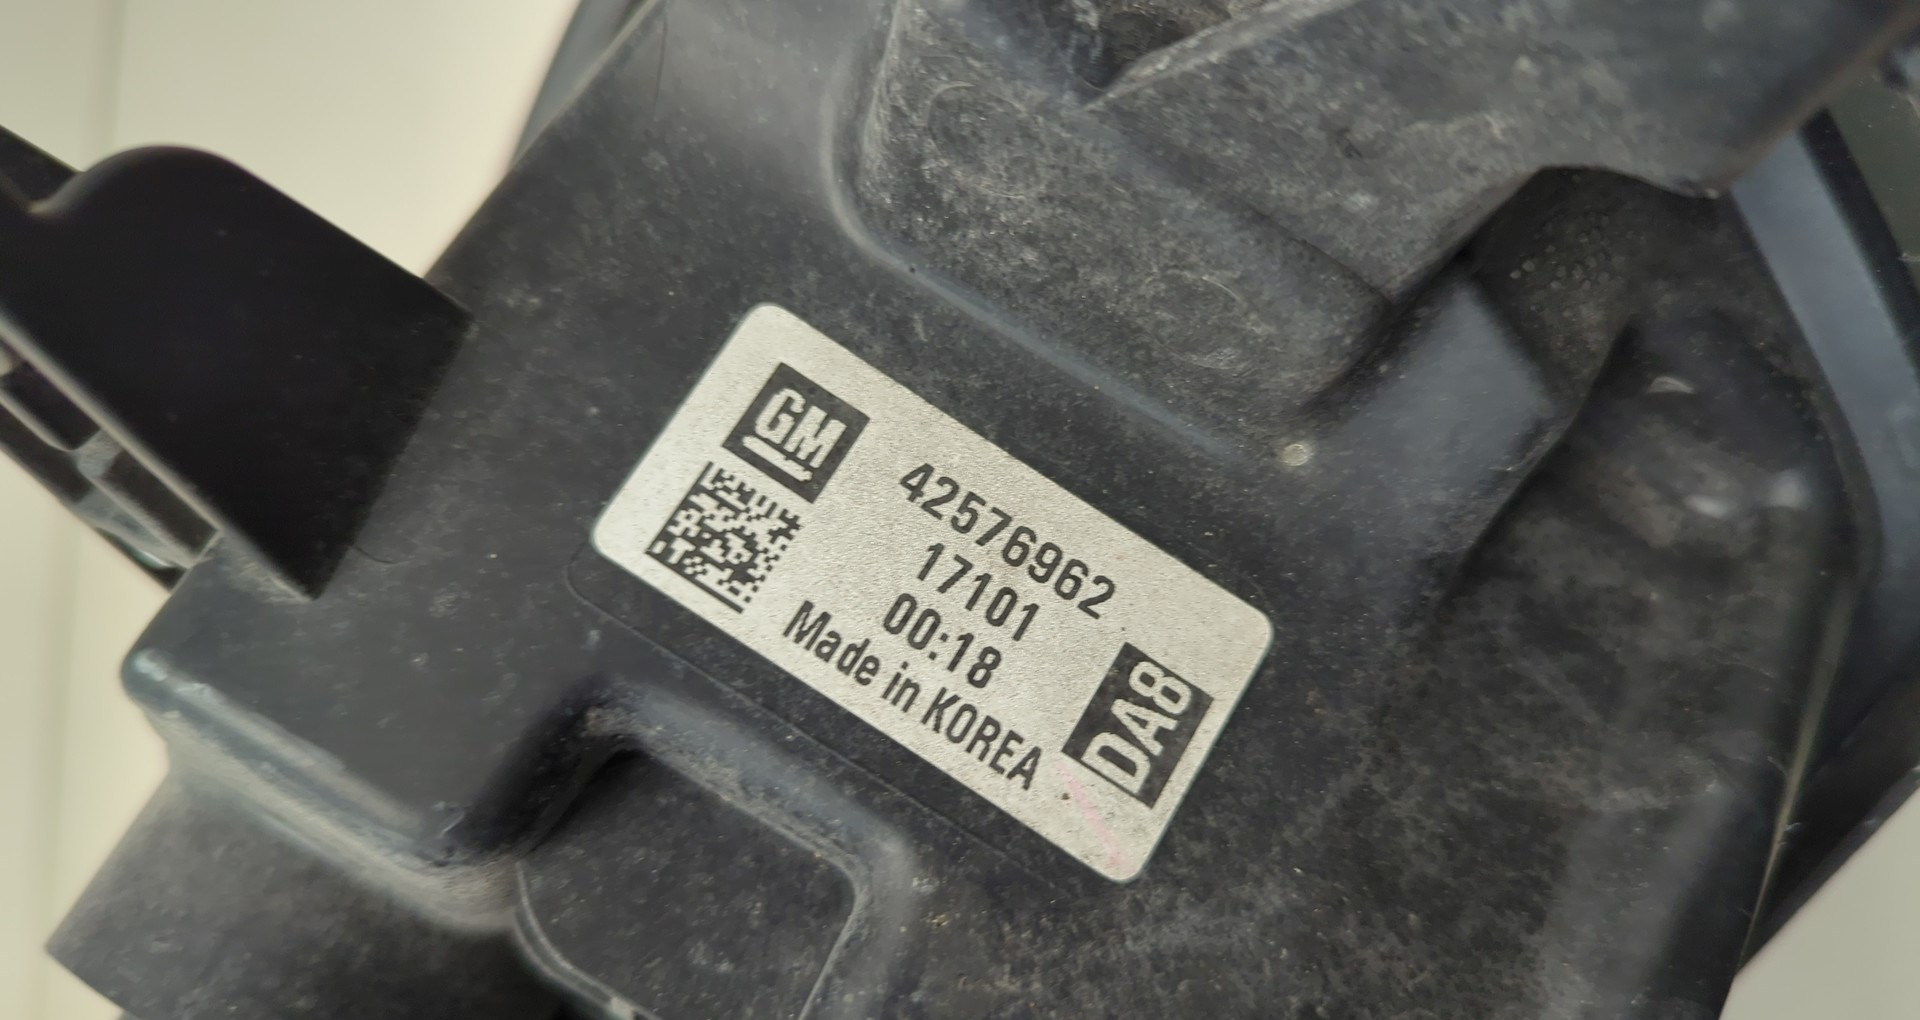 GM
42576962
17101
00:18
Made in KOREA
DA8